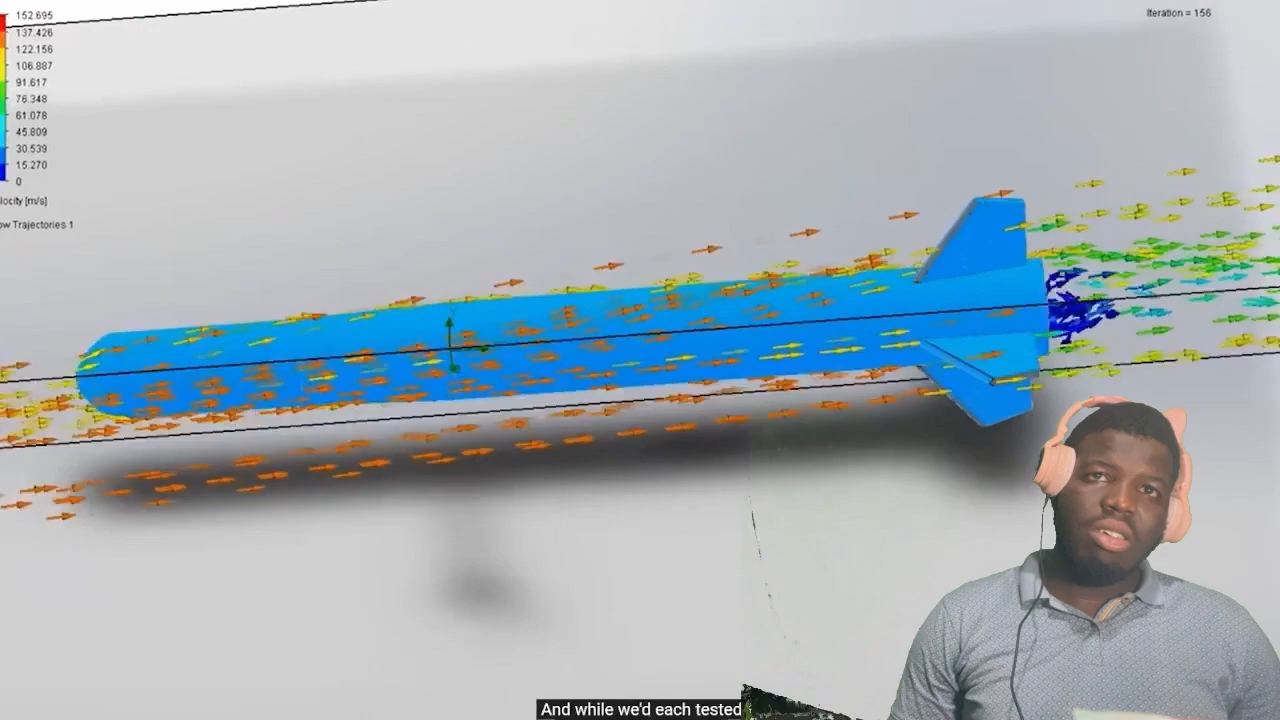 152.695
137.426
122.156
106.887
91.617
76.348
61.078
45.809
30.539
15.270
0
locity [m/s]
ow Trajectories 1
Iteration = 156
And while we'd each tested